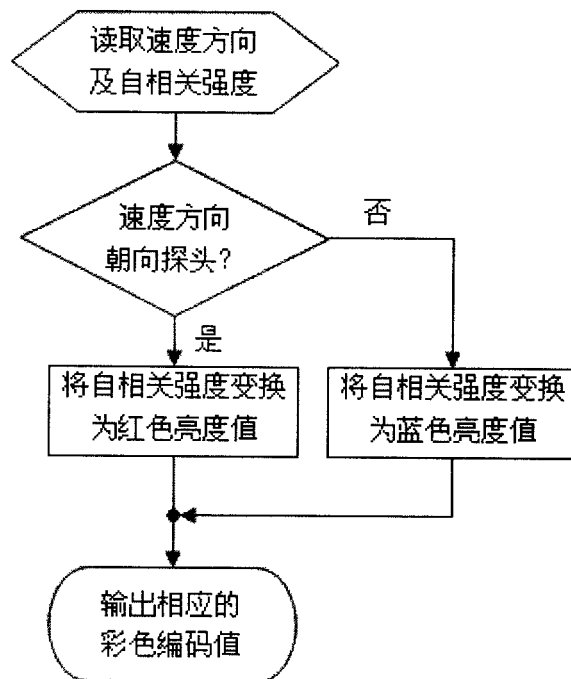 读取速度方向
及自相关强度
速度方向
朝向探头?
否
是
将自相关强度变换
为红色亮度值
将自相关强度变换
为蓝色亮度值
输出相应的
彩色编码值